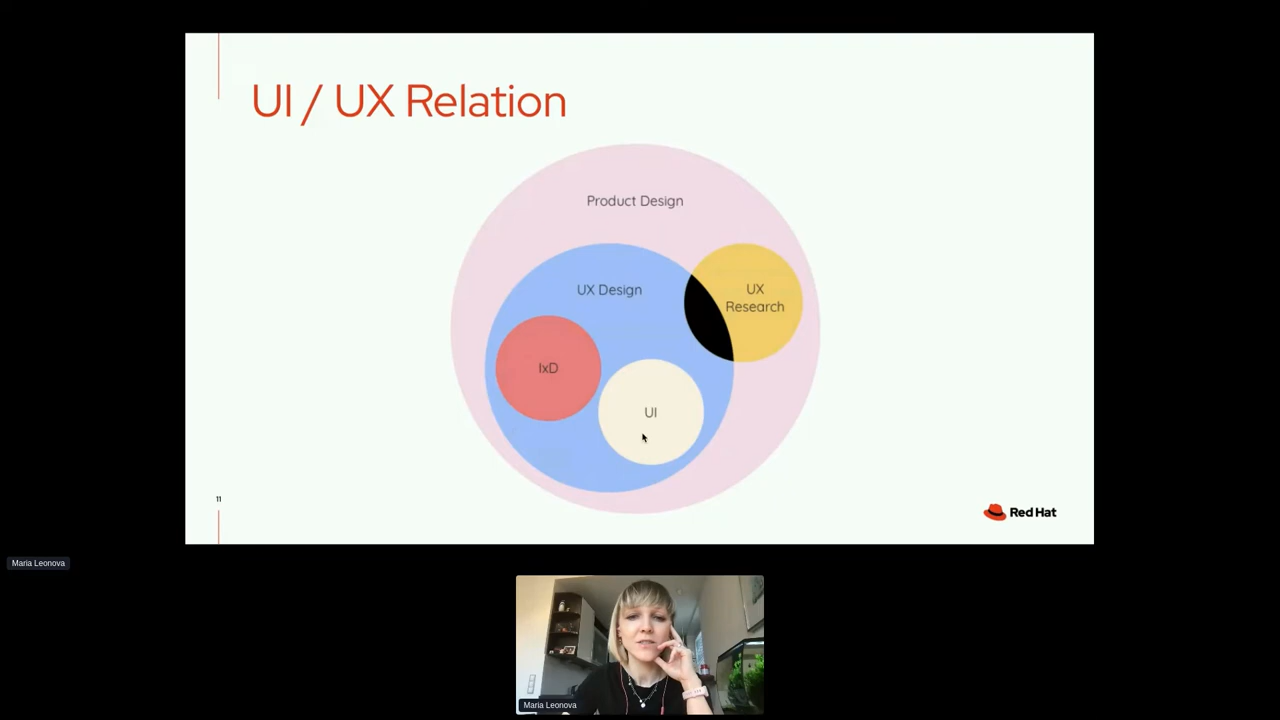 UI / UX Relation
Product Design
UX Design
UX
Research
IxD
UI
11
Red Hat
Maria Leonova
Maria Leonova